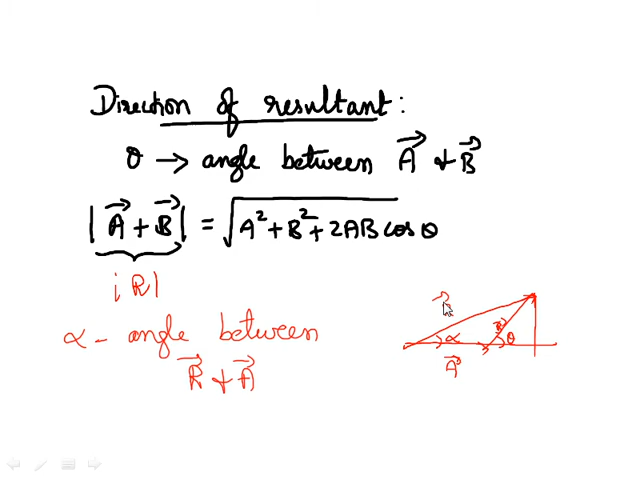 Direction of resultant :
θ → angle between A⃗ & B⃗
|A⃗ + B⃗| = √(A² + B² + 2AB cos θ)
|R|
α - angle between
R⃗ & A⃗
B⃗
α
θ
A⃗